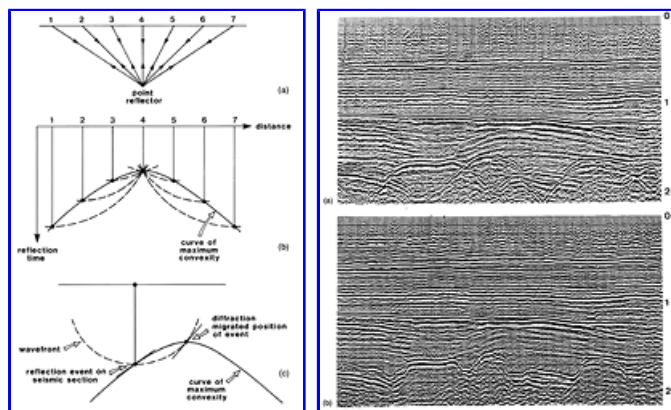 1 2 3 4 5 6 7
point
reflector
(a)
1 2 3 4 5 6 7
distance
reflection
time
curve of
maximum
convexity
(b)
diffraction
migrated position
of event
wavefront
reflection event on
seismic section
curve of
maximum
convexity
(c)
0
1
2
(a)
0
1
2
(b)